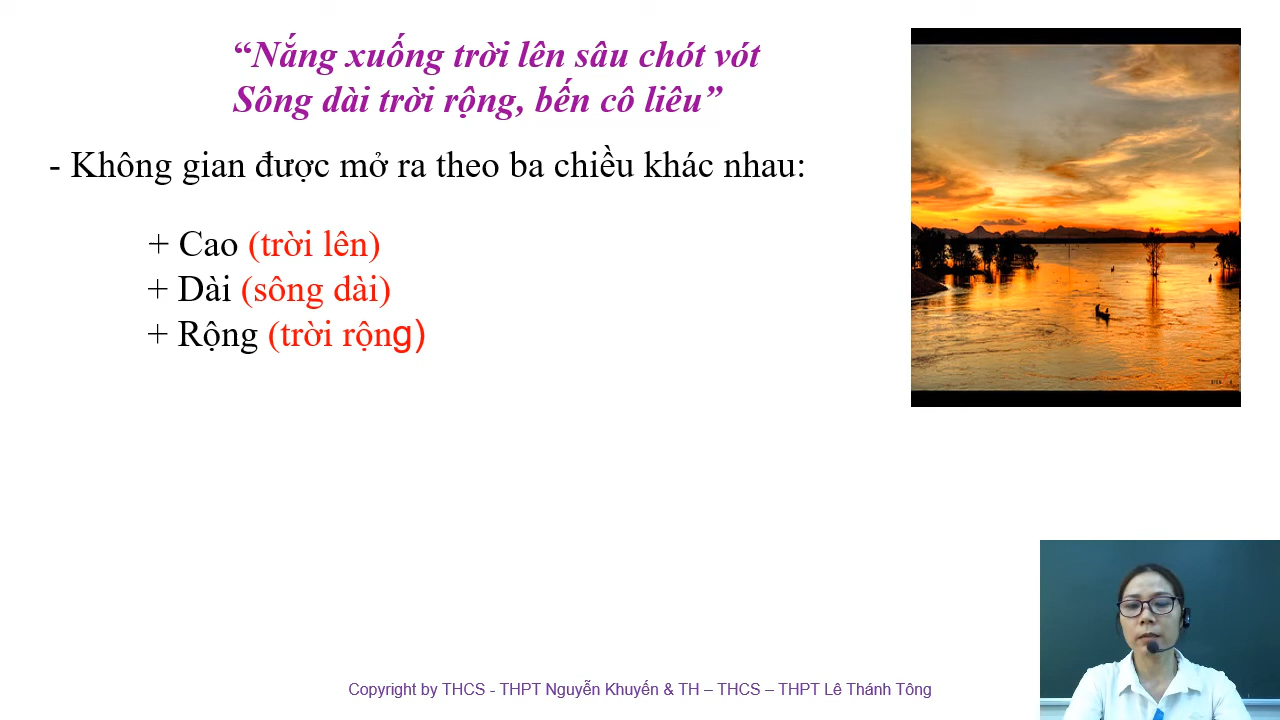 “Nắng xuống trời lên sâu chót vót
Sông dài trời rộng, bến cô liêu”
- Không gian được mở ra theo ba chiều khác nhau:
+ Cao (trời lên)
+ Dài (sông dài)
+ Rộng (trời rộng)
Copyright by THCS - THPT Nguyễn Khuyến & TH – THCS – THPT Lê Thánh Tông